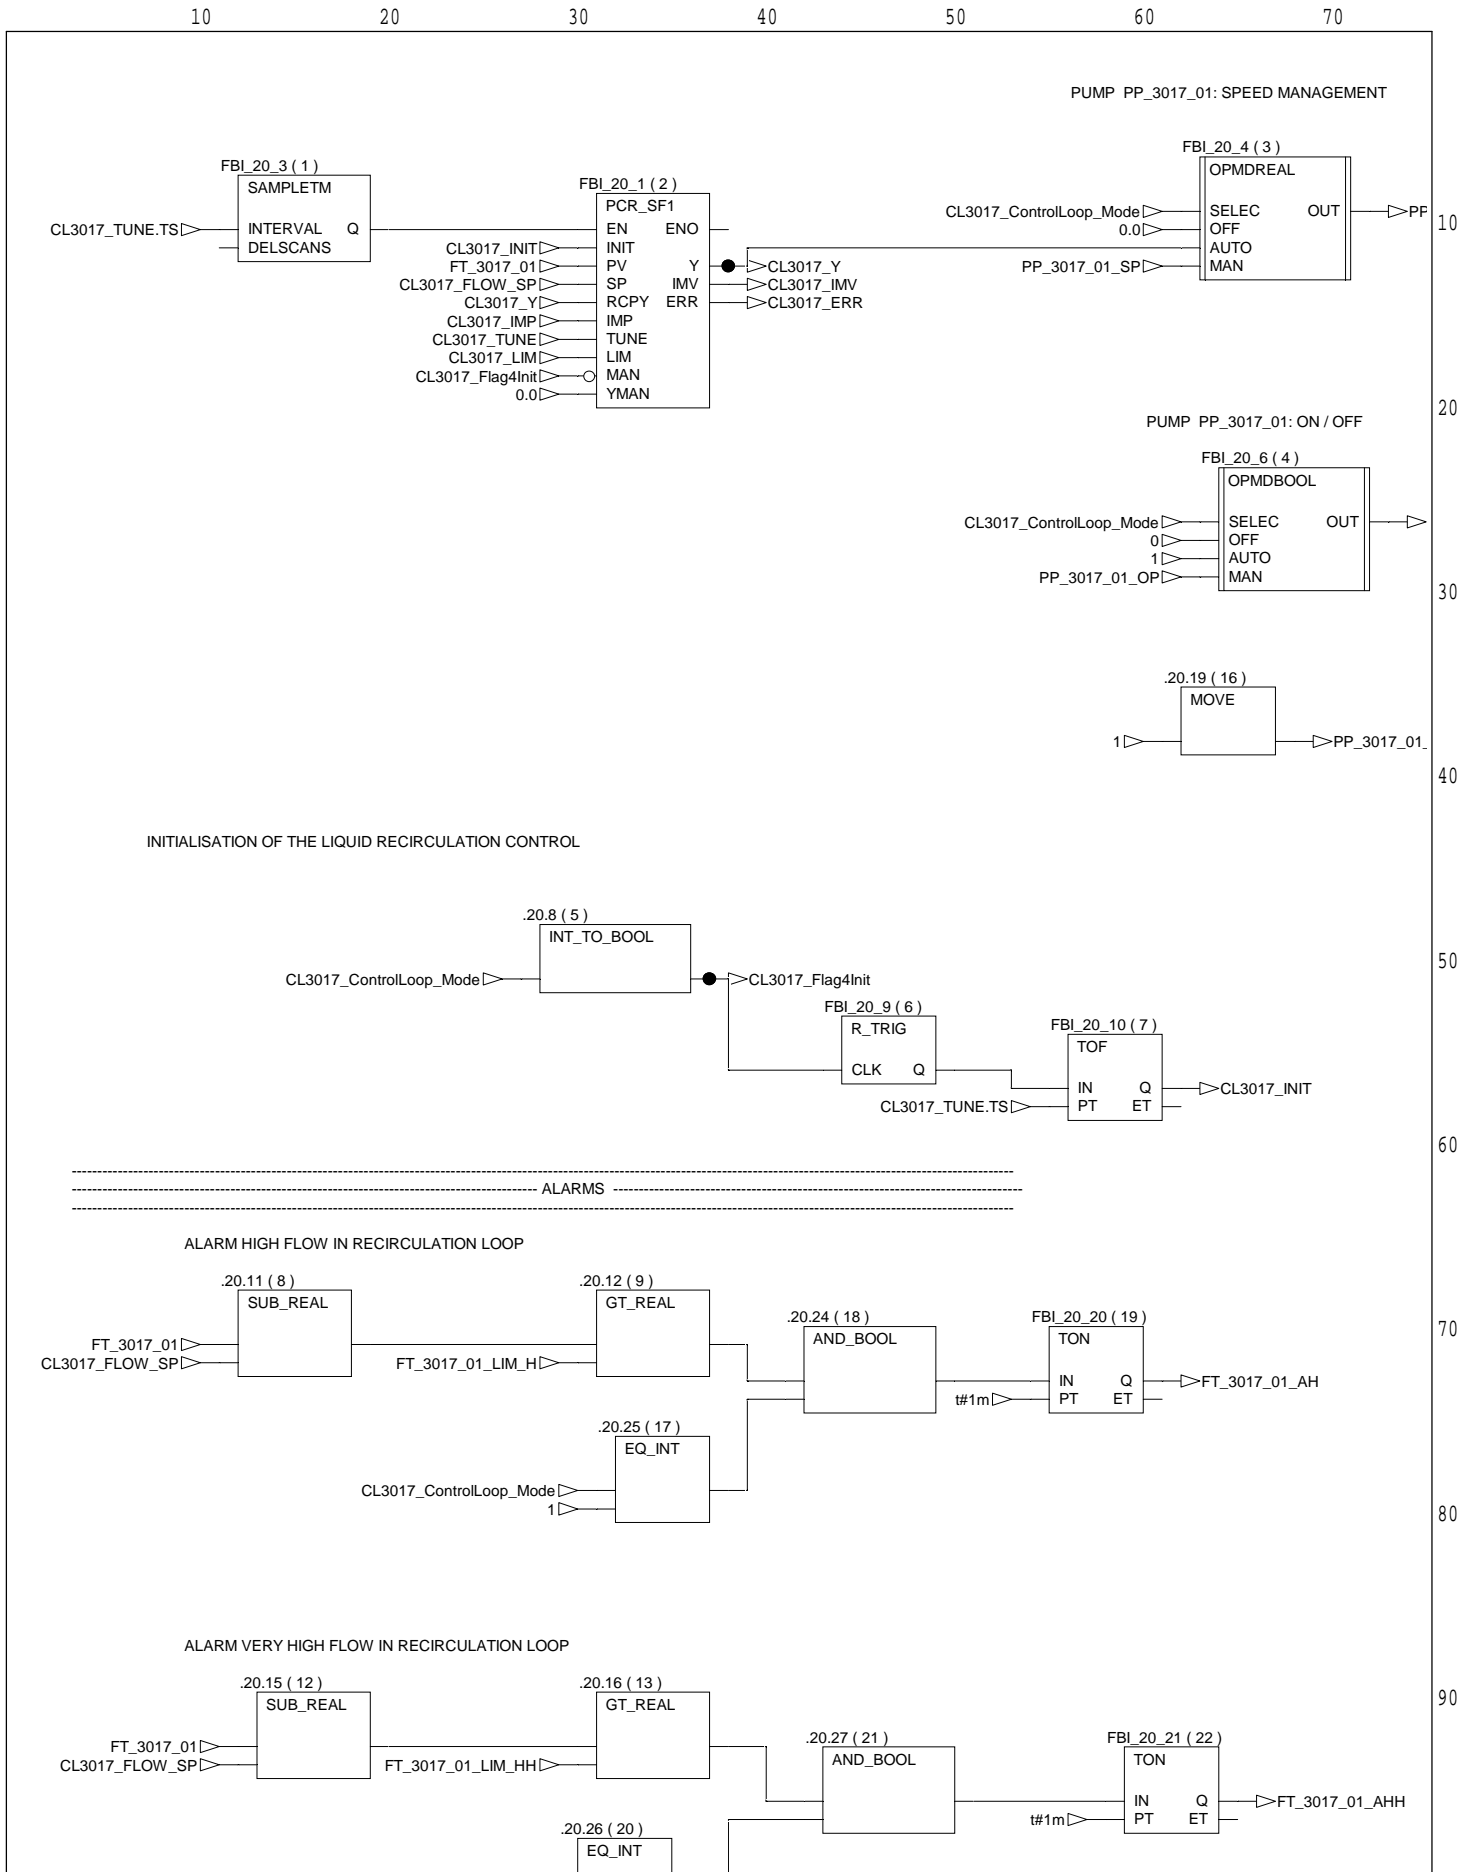 10 20 30 40 50 60 70
PUMP PP_3017_01: SPEED MANAGEMENT
FBI_20_3 ( 1 )
SAMPLETM
CL3017_TUNE.TS INTERVAL Q
DELSCANS
FBI_20_1 ( 2 )
PCR_SF1
EN ENO
CL3017_INIT INIT
FT_3017_01 PV Y CL3017_Y
CL3017_FLOW_SP SP IMV CL3017_IMV
CL3017_Y RCPY ERR CL3017_ERR
CL3017_IMP IMP
CL3017_TUNE TUNE
CL3017_LIM LIM
CL3017_Flag4Init MAN
0.0 YMAN
FBI_20_4 ( 3 )
OPMDREAL
CL3017_ControlLoop_Mode SELEC OUT PP
0.0 OFF
AUTO
PP_3017_01_SP MAN
10
20
PUMP PP_3017_01: ON / OFF
FBI_20_6 ( 4 )
OPMDBOOL
CL3017_ControlLoop_Mode SELEC OUT
0 OFF
1 AUTO
PP_3017_01_OP MAN
30
.20.19 ( 16 )
MOVE
1 PP_3017_01_
40
INITIALISATION OF THE LIQUID RECIRCULATION CONTROL
.20.8 ( 5 )
INT_TO_BOOL
CL3017_ControlLoop_Mode CL3017_Flag4Init
50
FBI_20_9 ( 6 )
R_TRIG
CLK Q
FBI_20_10 ( 7 )
TOF
IN Q CL3017_INIT
CL3017_TUNE.TS PT ET
60
ALARMS
ALARM HIGH FLOW IN RECIRCULATION LOOP
.20.11 ( 8 )
SUB_REAL
FT_3017_01
CL3017_FLOW_SP
.20.12 ( 9 )
GT_REAL
FT_3017_01_LIM_H
.20.24 ( 18 )
AND_BOOL
FBI_20_20 ( 19 )
TON
IN Q FT_3017_01_AH
t#1m PT ET
70
.20.25 ( 17 )
EQ_INT
CL3017_ControlLoop_Mode
1
80
ALARM VERY HIGH FLOW IN RECIRCULATION LOOP
.20.15 ( 12 )
SUB_REAL
FT_3017_01
CL3017_FLOW_SP
.20.16 ( 13 )
GT_REAL
FT_3017_01_LIM_HH
90
.20.27 ( 21 )
AND_BOOL
FBI_20_21 ( 22 )
TON
IN Q FT_3017_01_AHH
t#1m PT ET
.20.26 ( 20 )
EQ_INT